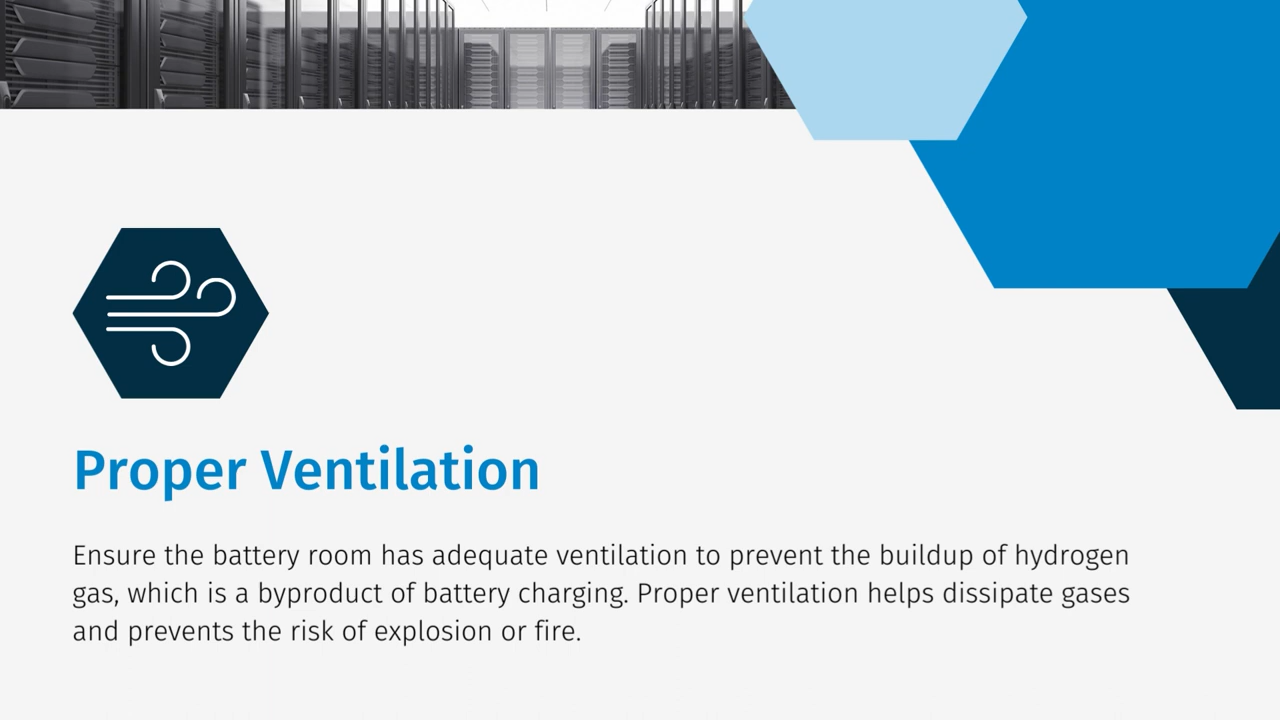 Proper Ventilation
Ensure the battery room has adequate ventilation to prevent the buildup of hydrogen
gas, which is a byproduct of battery charging. Proper ventilation helps dissipate gases
and prevents the risk of explosion or fire.